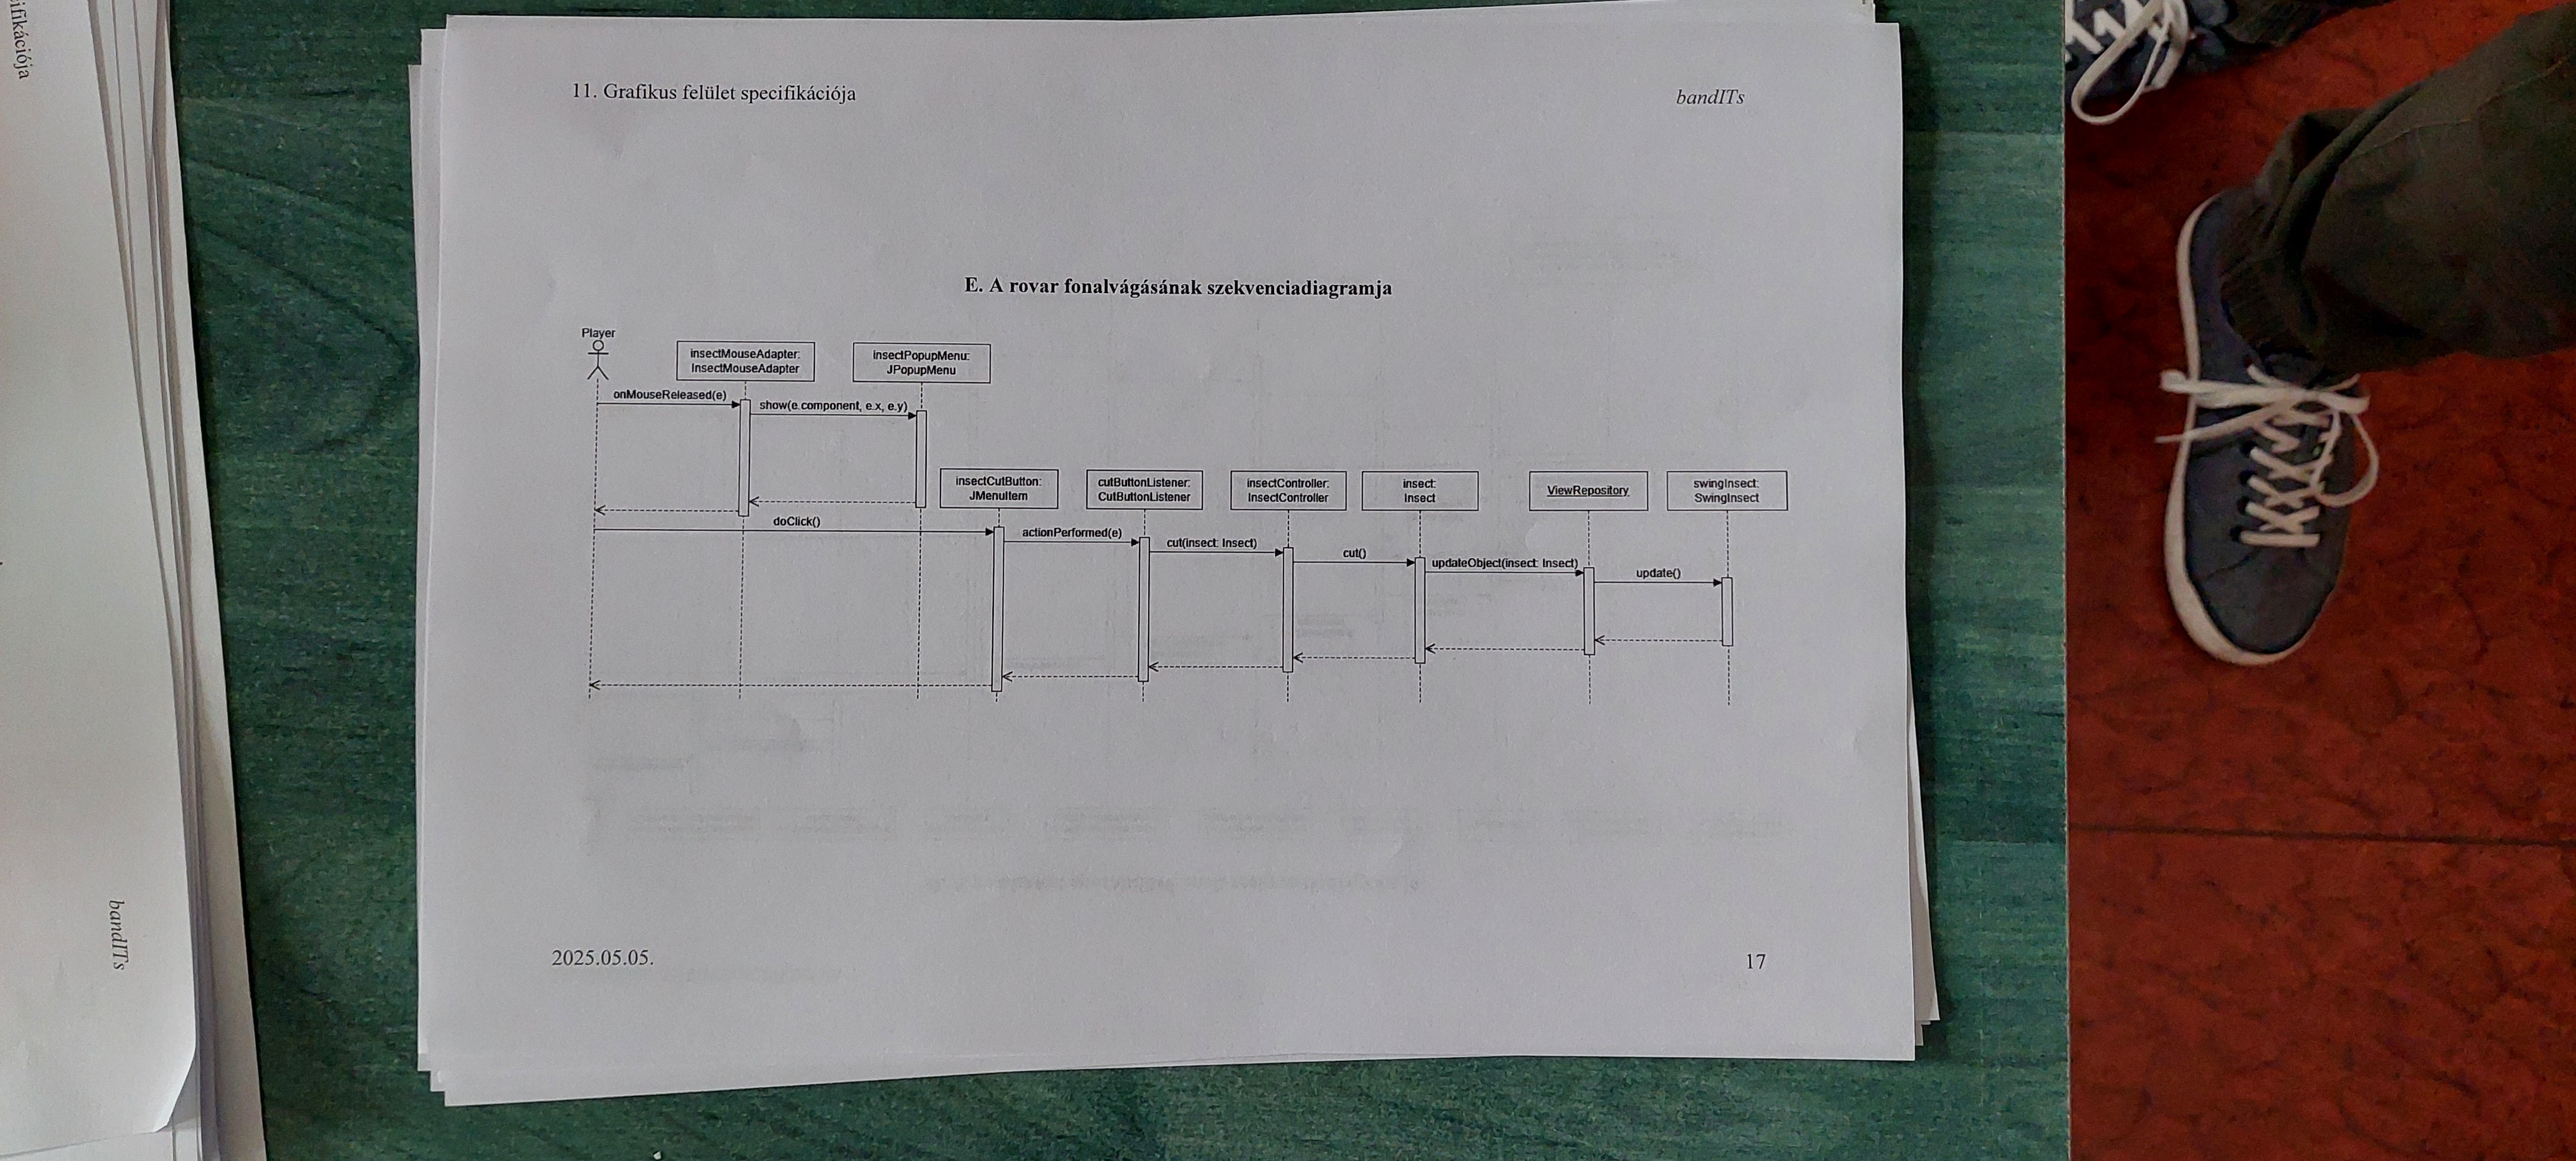 ifikációja
bandITs
11. Grafikus felület specifikációja
bandITs
E. A rovar fonalvágásának szekvenciadiagramja
Player
insectMouseAdapter:
InsectMouseAdapter
insectPopupMenu:
JPopupMenu
onMouseReleased(e)
show(e.component, e.x, e.y)
insectCutButton:
JMenuItem
cutButtonListener:
CutButtonListener
insectController:
InsectController
insect:
Insect
ViewRepository
swingInsect:
SwingInsect
doClick()
actionPerformed(e)
cut(insect: Insect)
cut()
updateObject(insect: Insect)
update()
2025.05.05.
17